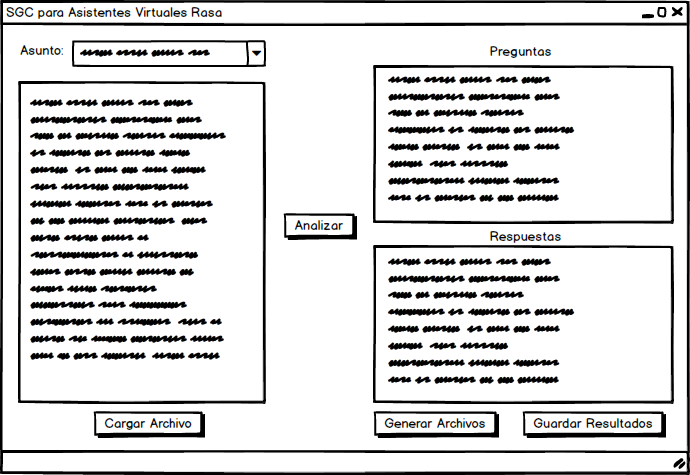 SGC para Asistentes Virtuales Rasa
Asunto:
Cargar Archivo
Analizar
Preguntas
Respuestas
Generar Archivos
Guardar Resultados